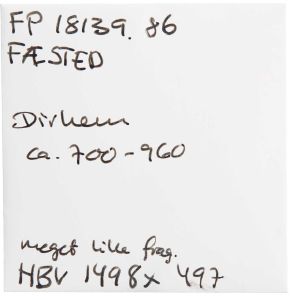 FP 18139. 86
FÆSTED
Dirhem
ca. 700-960
meget lille frag.
HBV 1498x 497